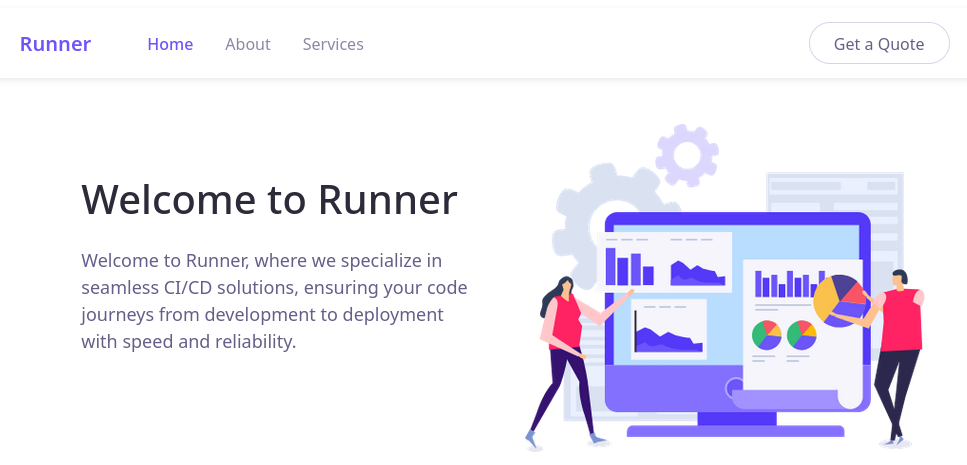 Runner
Home
About
Services
Get a Quote
Welcome to Runner
Welcome to Runner, where we specialize in
seamless CI/CD solutions, ensuring your code
journeys from development to deployment
with speed and reliability.